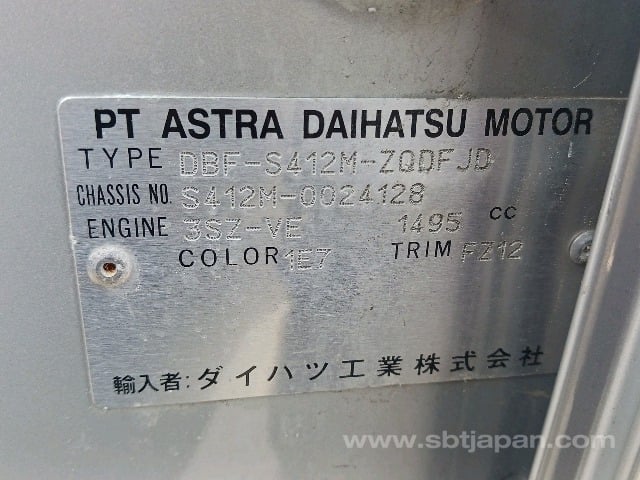 PT ASTRA DAIHATSU MOTOR
TYPE DBF-S412M-ZQDFJD
CHASSIS NO. S412M-0024128
ENGINE 3SZ-VE 1495 cc
COLOR 1E7 TRIM FZ12
輸入者: ダイハツ工業株式会社
www.sbtjapan.com